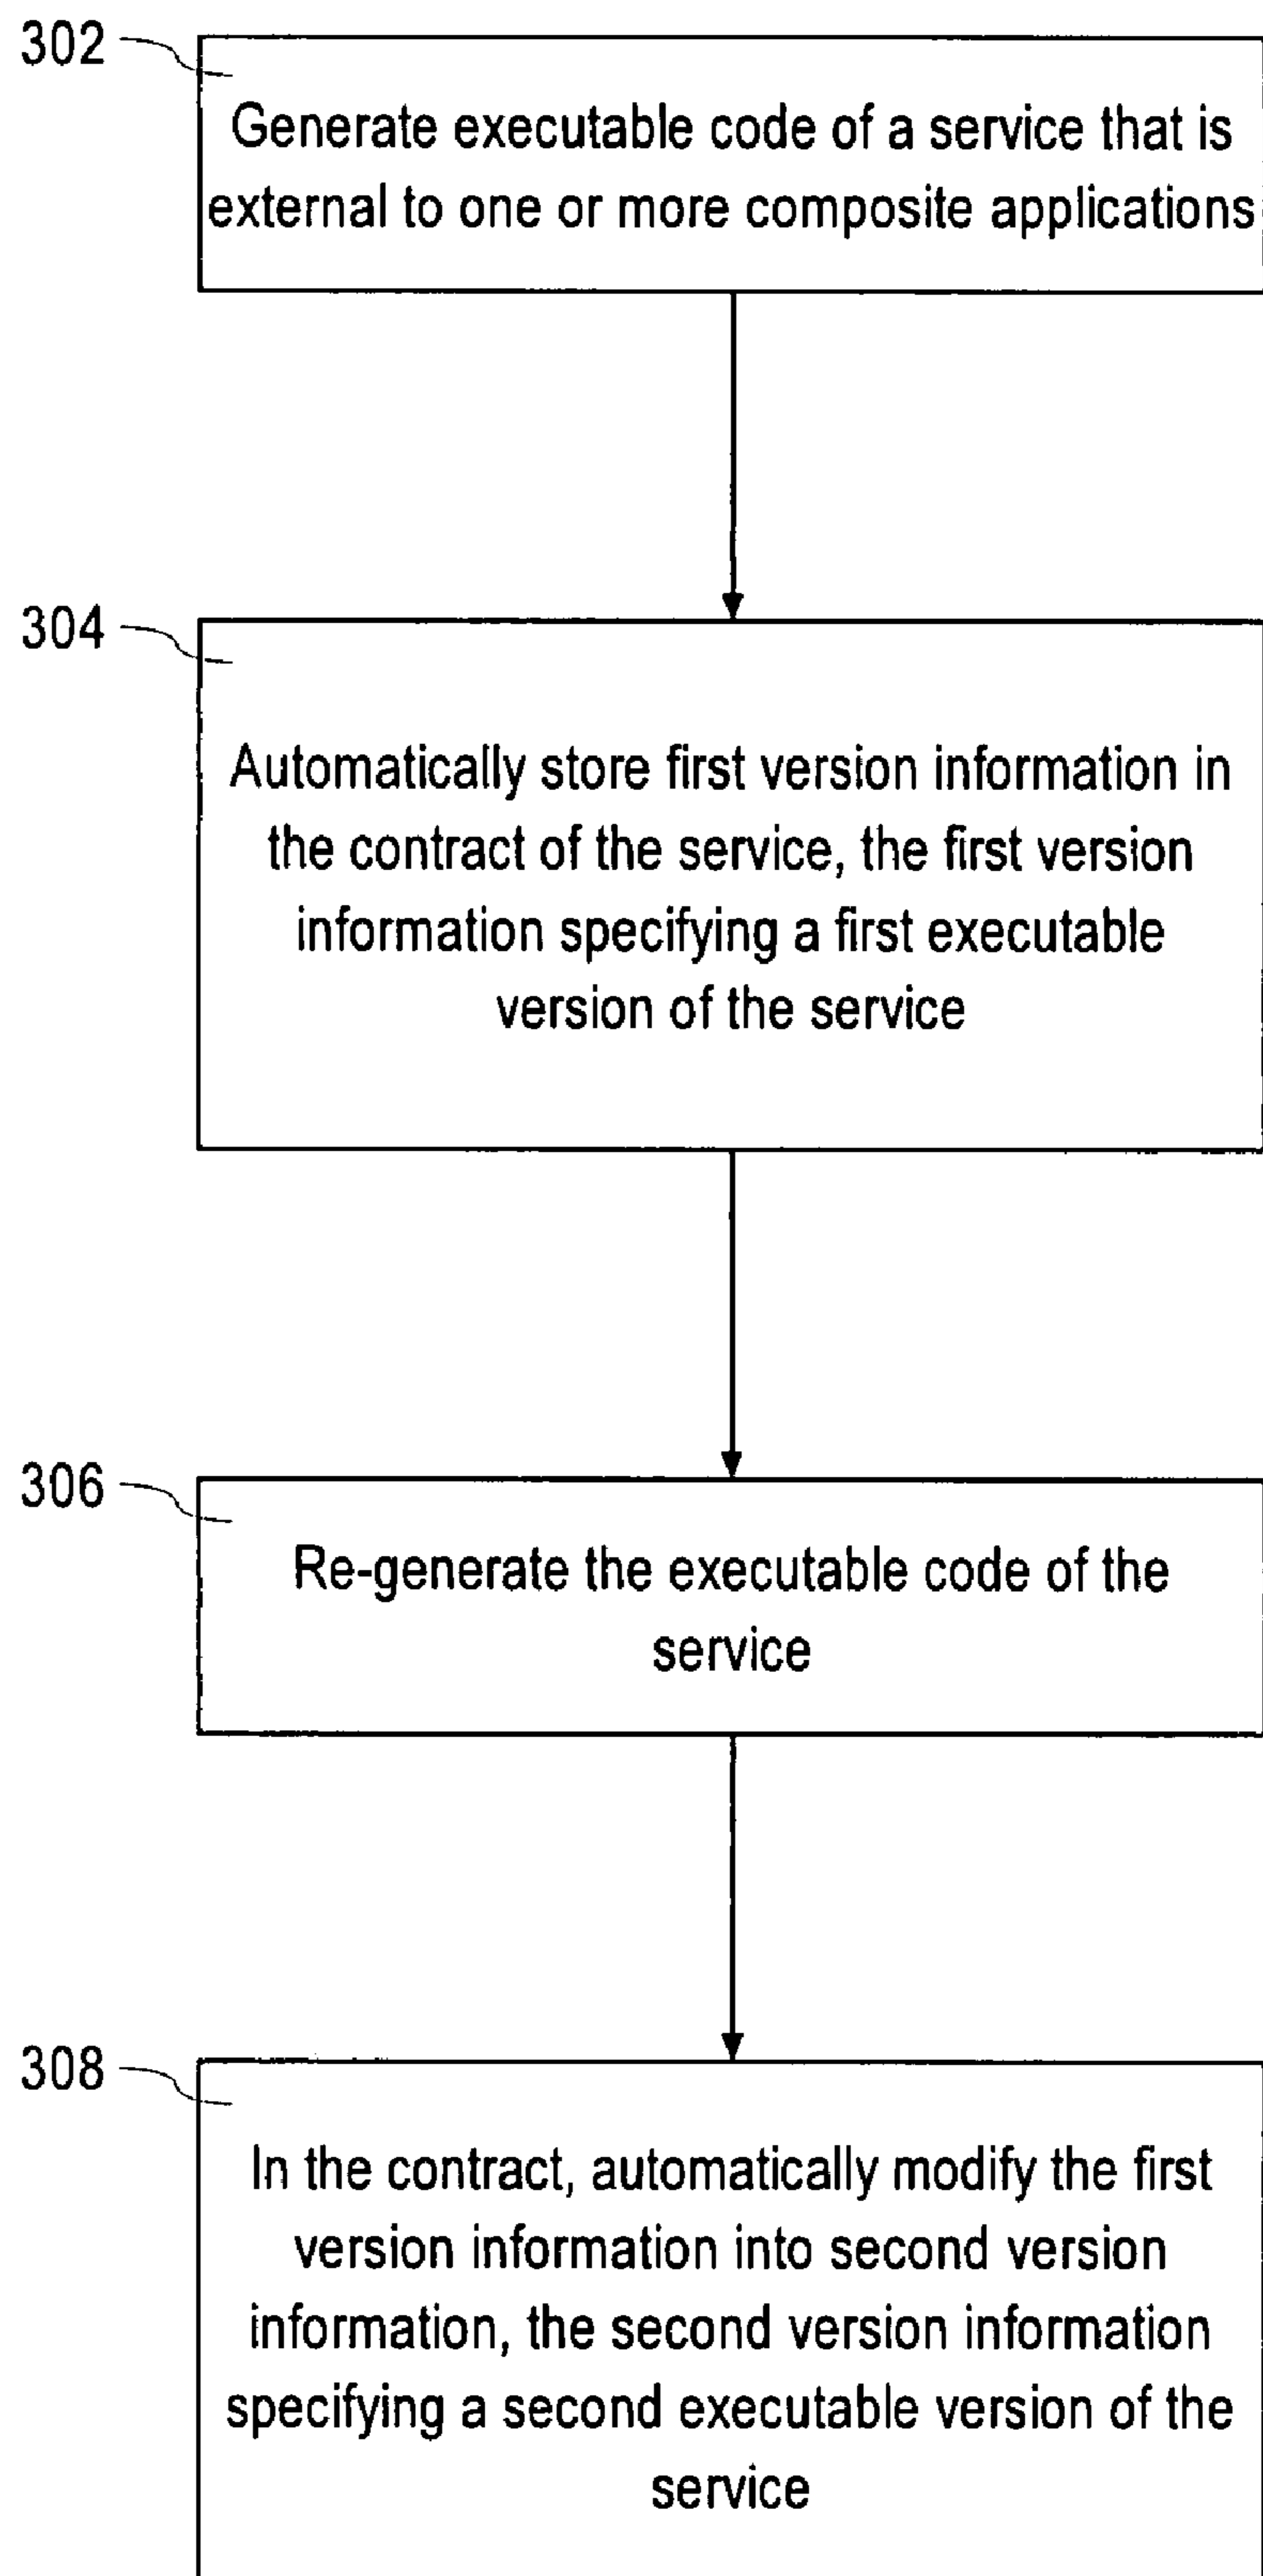 302
Generate executable code of a service that is
external to one or more composite applications
304
Automatically store first version information in
the contract of the service, the first version
information specifying a first executable
version of the service
306
Re-generate the executable code of the
service
308
In the contract, automatically modify the first
version information into second version
information, the second version information
specifying a second executable version of the
service